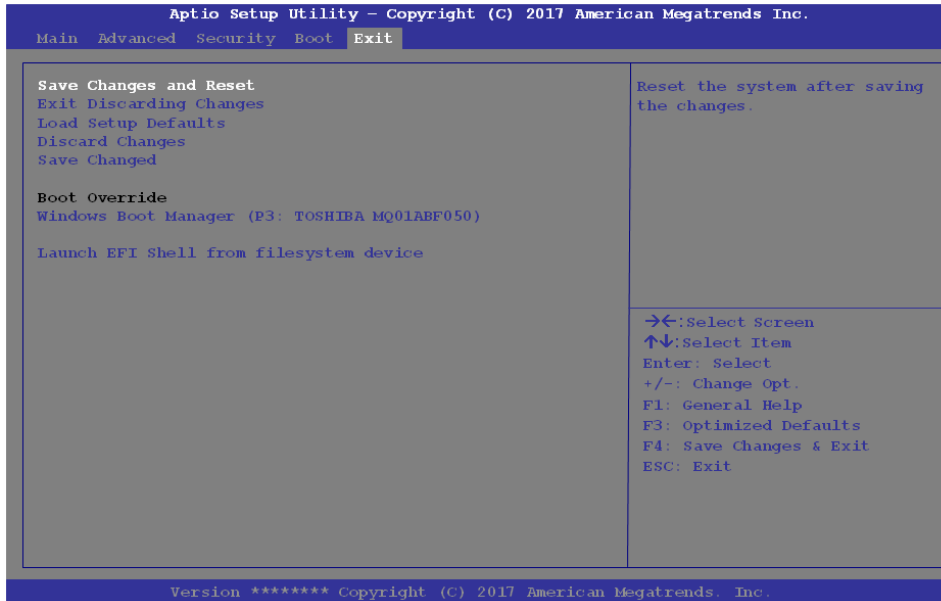 Aptio Setup Utility – Copyright (C) 2017 American Megatrends Inc.
Main Advanced Security Boot Exit
Save Changes and Reset
Exit Discarding Changes
Load Setup Defaults
Discard Changes
Save Changed
Boot Override
Windows Boot Manager (P3: TOSHIBA MQ01ABF050)
Launch EFI Shell from filesystem device
Reset the system after saving
the changes.
→←:Select Screen
↑↓:Select Item
Enter: Select
+/-: Change Opt.
F1: General Help
F3: Optimized Defaults
F4: Save Changes & Exit
ESC: Exit
Version ******** Copyright (C) 2017 American Megatrends. Inc.